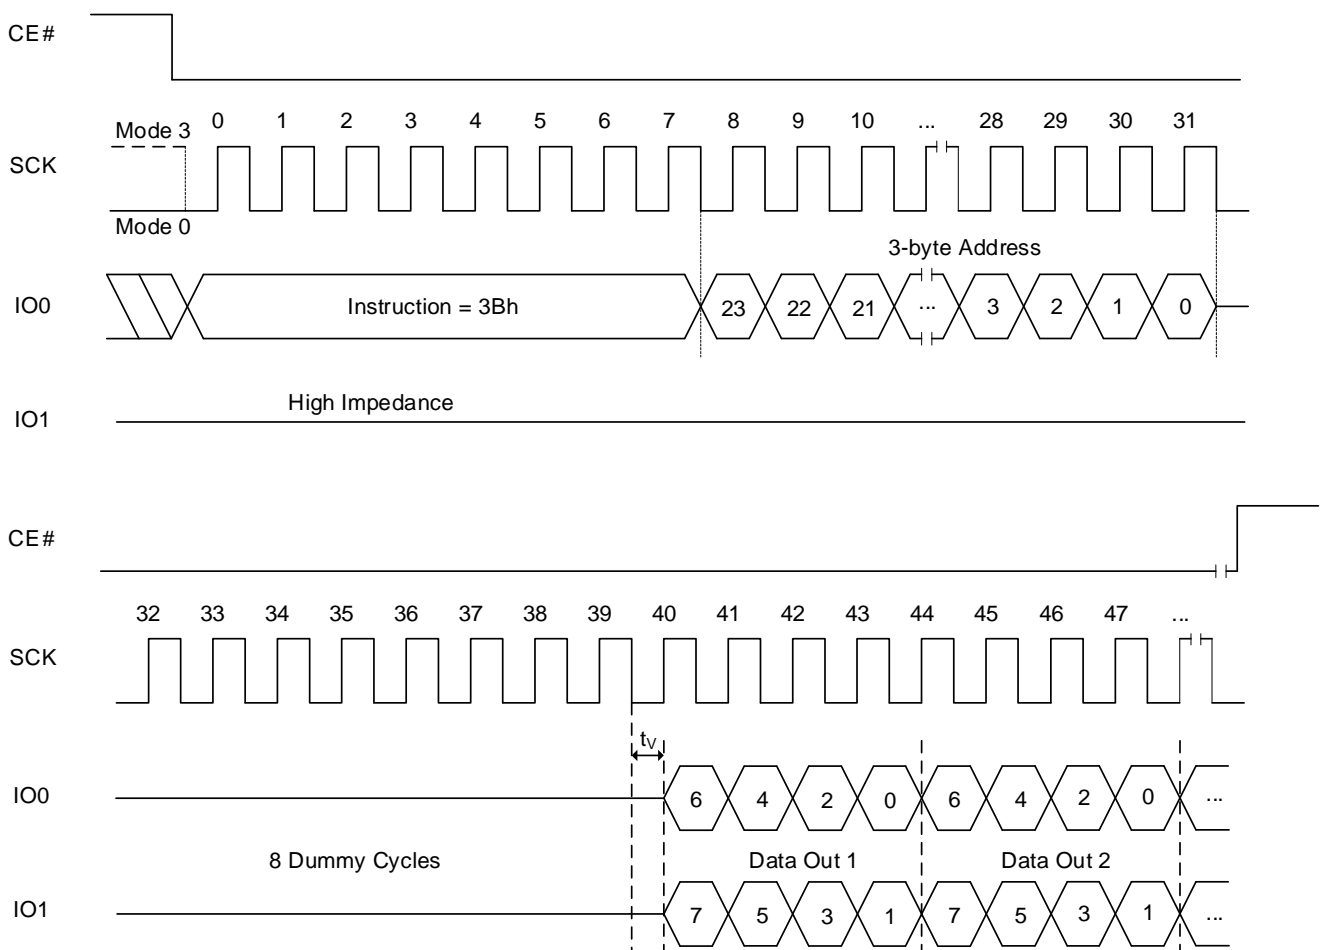 CE#
Mode 3 0 1 2 3 4 5 6 7 8 9 10 ... 28 29 30 31
SCK
Mode 0
3-byte Address
IO0 Instruction = 3Bh 23 22 21 ... 3 2 1 0
High Impedance
IO1
CE#
32 33 34 35 36 37 38 39 40 41 42 43 44 45 46 47 ...
SCK
tV
IO0 6 4 2 0 6 4 2 0 ...
8 Dummy Cycles Data Out 1 Data Out 2
IO1 7 5 3 1 7 5 3 1 ...